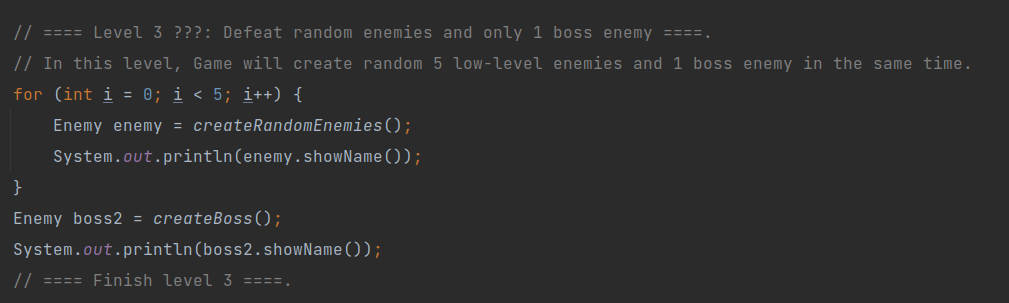 // ==== Level 3 ???: Defeat random enemies and only 1 boss enemy ====.
// In this level, Game will create random 5 low-level enemies and 1 boss enemy in the same time.
for (int i = 0; i < 5; i++) {
    Enemy enemy = createRandomEnemies();
    System.out.println(enemy.showName());
}
Enemy boss2 = createBoss();
System.out.println(boss2.showName());
// ==== Finish level 3 ====.